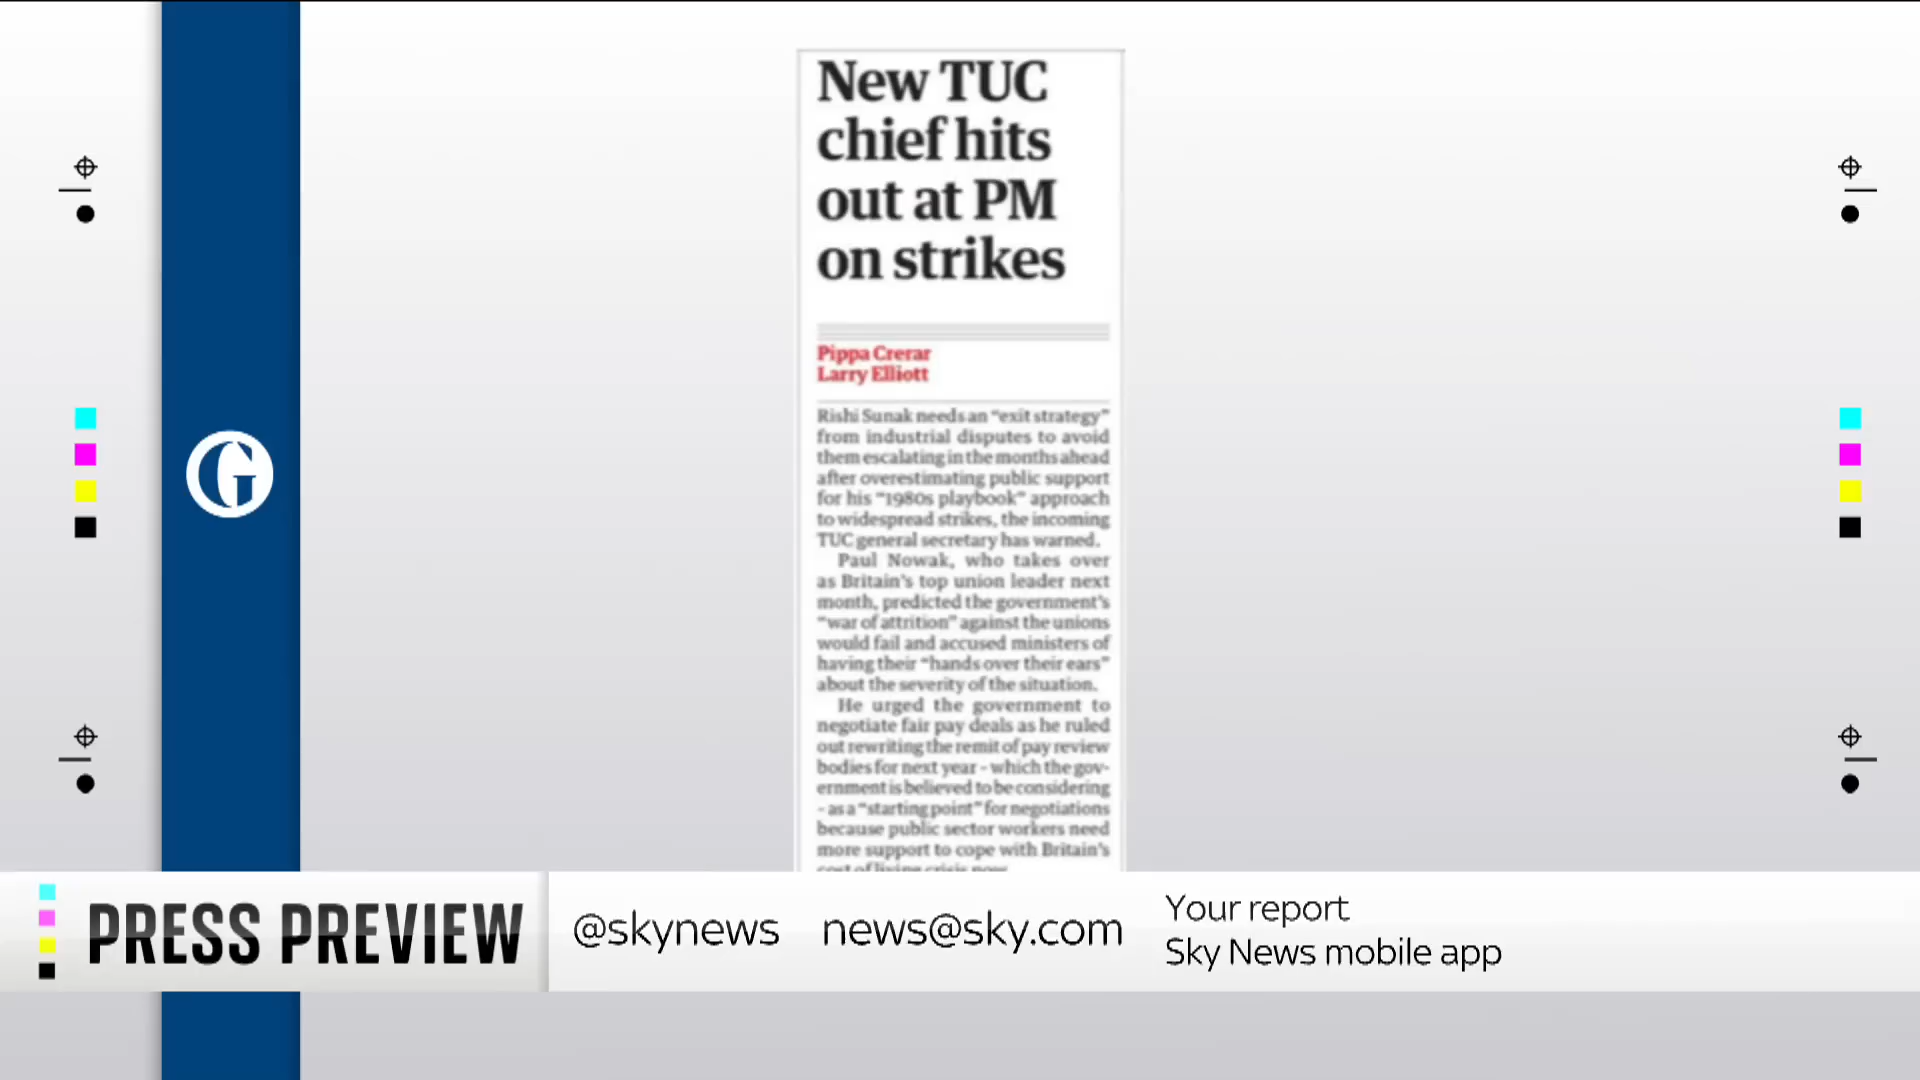 New TUC
chief hits
out at PM
on strikes
Pippa Crerar
Larry Elliott
Rishi Sunak needs an “exit strategy”
from industrial disputes to avoid
them escalating in the months ahead
after overestimating public support
for his “1980s playbook” approach
to widespread strikes, the incoming
TUC general secretary has warned.
Paul Nowak, who takes over
as Britain's top union leader next
month, predicted the government's
“war of attrition” against the unions
would fail and accused ministers of
having their “hands over their ears”
about the severity of the situation.
He urged the government to
negotiate fair pay deals as he ruled
out rewriting the remit of pay review
bodies for next year - which the gov-
ernment is believed to be considering
- as a “starting point” for negotiations
because public sector workers need
more support to cope with Britain's
cost of living crisis now.
G
PRESS PREVIEW
@skynews news@sky.com
Your report
Sky News mobile app